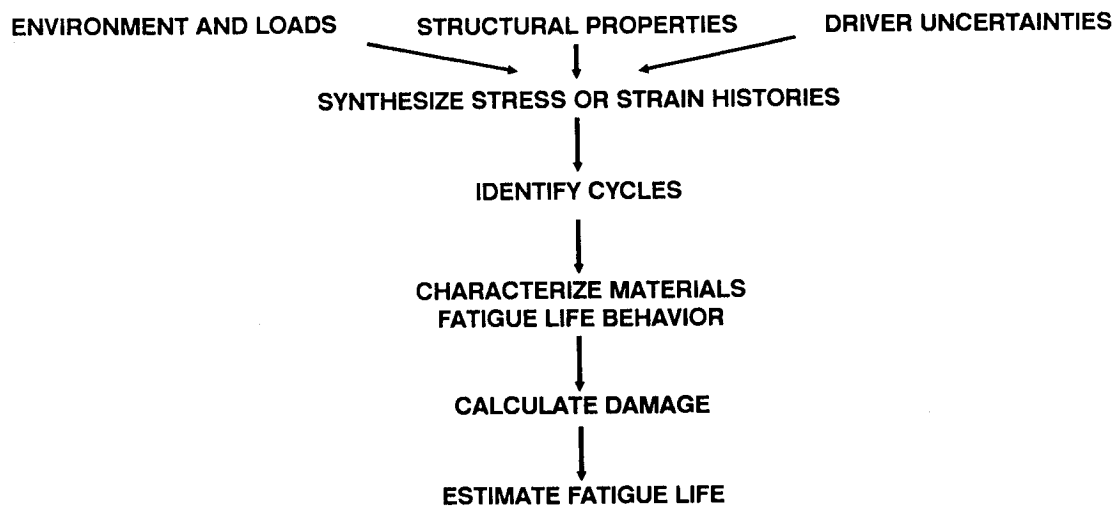 ENVIRONMENT AND LOADS
STRUCTURAL PROPERTIES
DRIVER UNCERTAINTIES
SYNTHESIZE STRESS OR STRAIN HISTORIES
IDENTIFY CYCLES
CHARACTERIZE MATERIALS
FATIGUE LIFE BEHAVIOR
CALCULATE DAMAGE
ESTIMATE FATIGUE LIFE